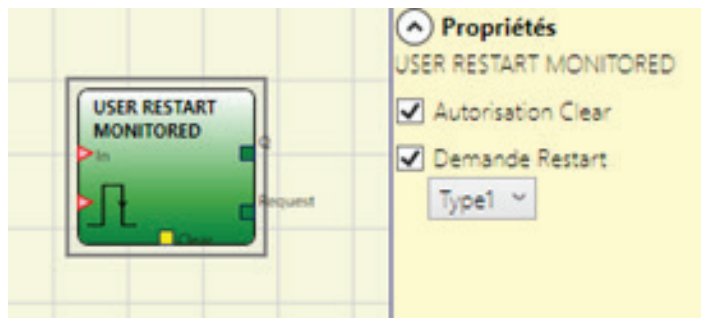 USER RESTART
MONITORED
In
Q
Request
Clear
Propriétés
USER RESTART MONITORED
Autorisation Clear
Demande Restart
Type1